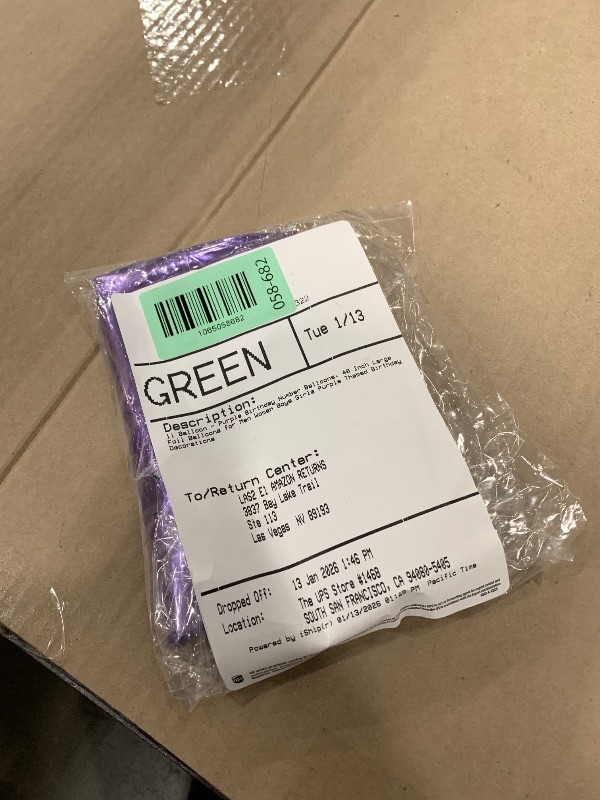 1065058682
058-682
GREEN
Tue 1/13
Description:
11 Balloon - Purple Birthday Number Balloons, 40 Inch Large
Foil Balloons for Men Women Boys Girls Purple Themed Birthday
Decorations
To/Return Center:
LAS2 E1 AMAZON RETURNS
3837 Bay Lake Trail
Ste 113
Las Vegas NV 89193
Dropped Off: 13 Jan 2026 1:46 PM
Location: The UPS Store #1468
SOUTH SAN FRANCISCO, CA 94080-5405
Powered by iShip(r) 01/13/2026 01:46 PM Pacific Time